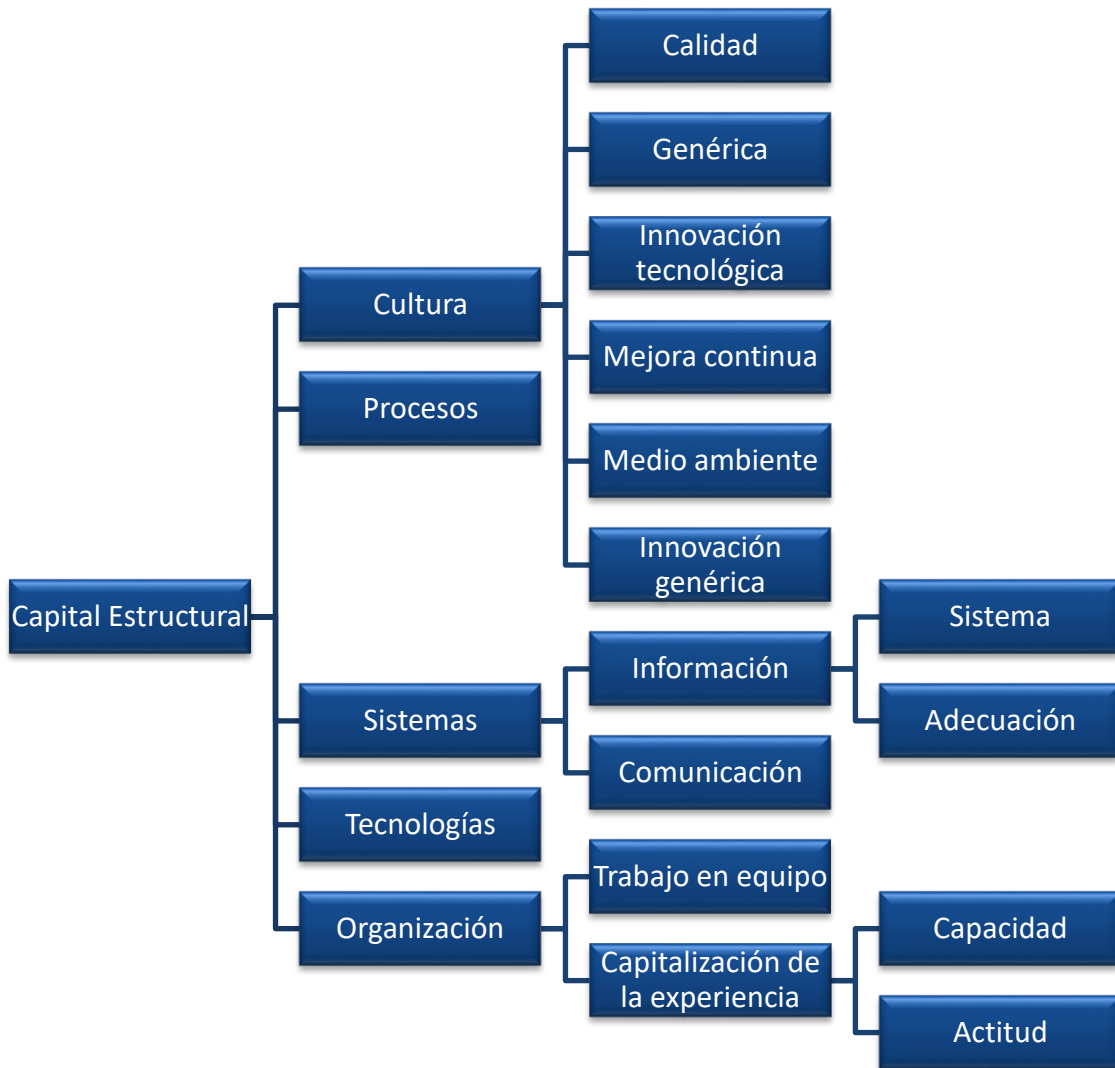 Capital Estructural
Cultura
Calidad
Genérica
Innovación
tecnológica
Mejora continua
Medio ambiente
Innovación
genérica
Procesos
Sistemas
Información
Sistema
Adecuación
Comunicación
Tecnologías
Organización
Trabajo en equipo
Capitalización de
la experiencia
Capacidad
Actitud